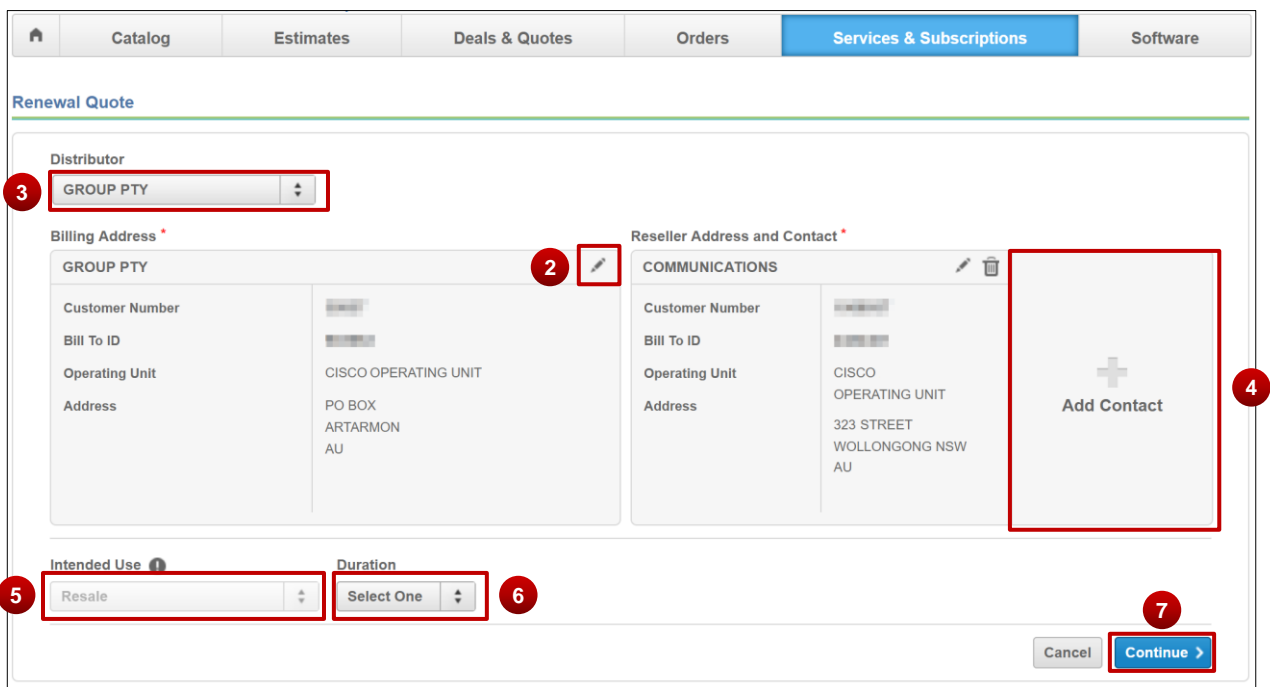 Catalog Estimates Deals & Quotes Orders Services & Subscriptions Software
Renewal Quote
Distributor
3 GROUP PTY
Billing Address *
GROUP PTY 2
Customer Number
Bill To ID
Operating Unit CISCO OPERATING UNIT
Address PO BOX
ARTARMON
AU
Reseller Address and Contact *
COMMUNICATIONS
Customer Number
Bill To ID
Operating Unit CISCO
OPERATING UNIT
Address 323 STREET
WOLLONGONG NSW
AU
Add Contact 4
Intended Use Duration
5 Resale Select One 6
7
Cancel Continue